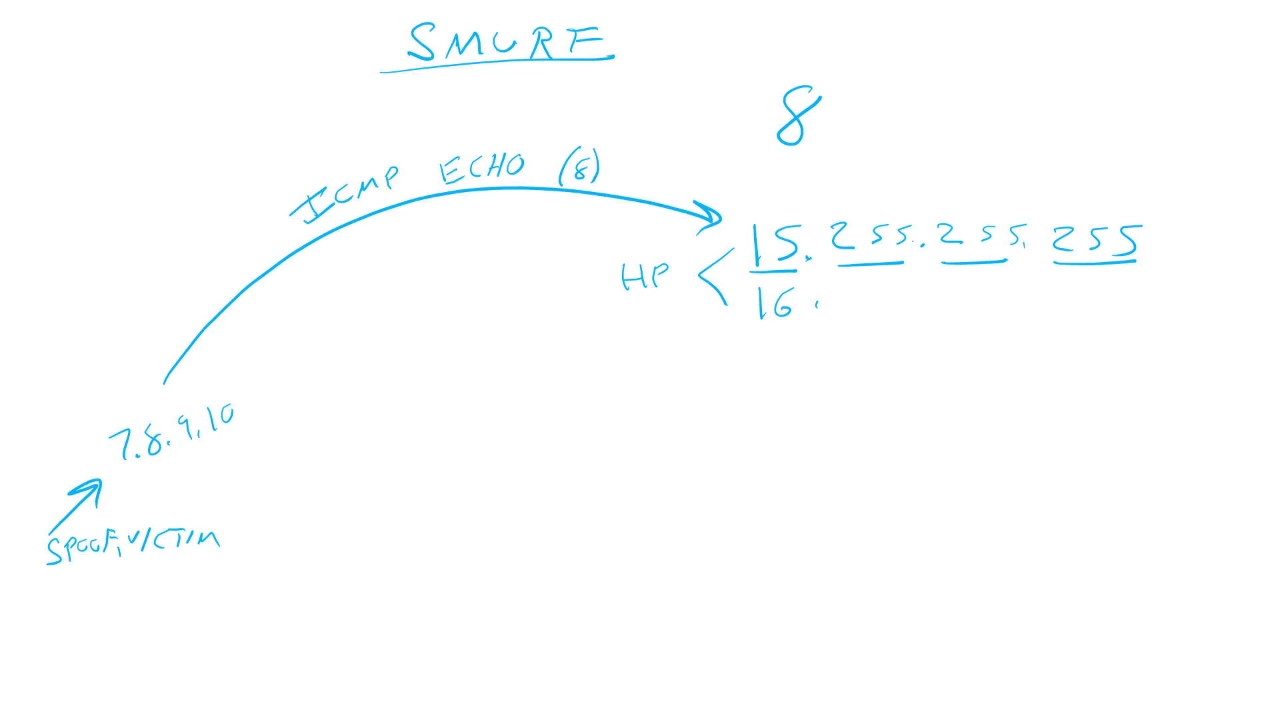 SMURF
8
ICMP ECHO (8)
15.255.255.255
HP
16.
7.8.9.10
SPOOF, VICTIM